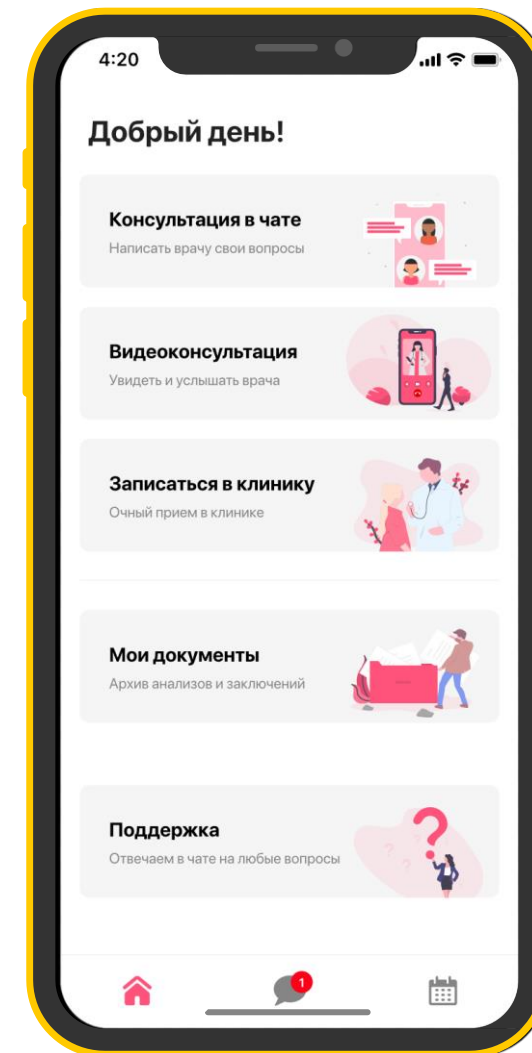 4:20
Добрый день!
Консультация в чате
Написать врачу свои вопросы
Видеоконсультация
Увидеть и услышать врача
Записаться в клинику
Очный прием в клинике
Мои документы
Архив анализов и заключений
Поддержка
Отвечаем в чате на любые вопросы
1